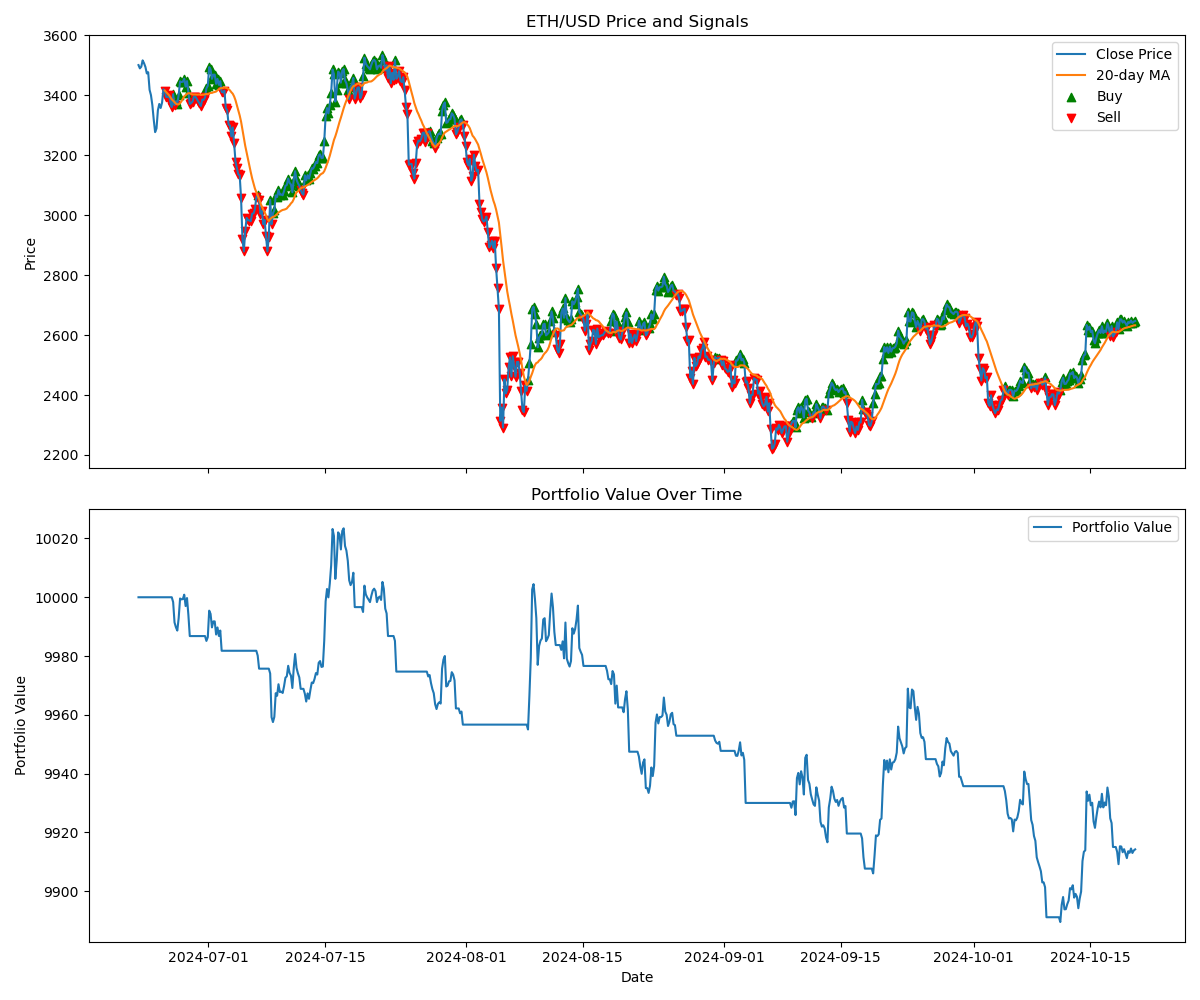 ETH/USD Price and Signals
3600
3400
3200
3000
2800
2600
2400
2200
Price
Close Price
20-day MA
Buy
Sell
Portfolio Value Over Time
10020
10000
9980
9960
9940
9920
9900
Portfolio Value
Portfolio Value
2024-07-01 2024-07-15 2024-08-01 2024-08-15 2024-09-01 2024-09-15 2024-10-01 2024-10-15
Date